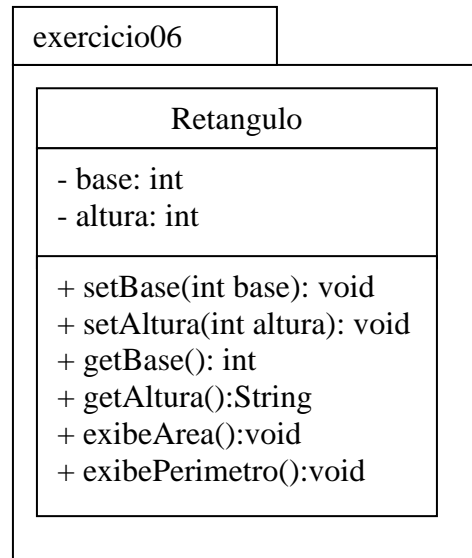 exercicio06
Retangulo
- base: int
- altura: int
+ setBase(int base): void
+ setAltura(int altura): void
+ getBase(): int
+ getAltura():String
+ exibeArea():void
+ exibePerimetro():void